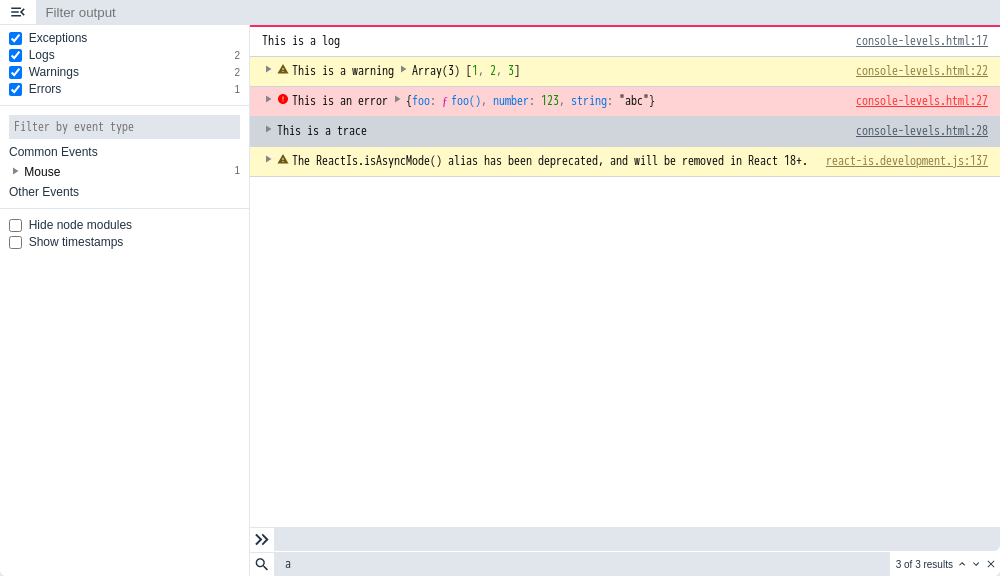 Filter output
Exceptions
Logs 2
Warnings 2
Errors 1
Filter by event type
Common Events
Mouse 1
Other Events
Hide node modules
Show timestamps
This is a log console-levels.html:17
This is a warning Array(3) [1, 2, 3] console-levels.html:22
This is an error {foo: ƒ foo(), number: 123, string: "abc"} console-levels.html:27
This is a trace console-levels.html:28
The ReactIs.isAsyncMode() alias has been deprecated, and will be removed in React 18+. react-is.development.js:137
a 3 of 3 results